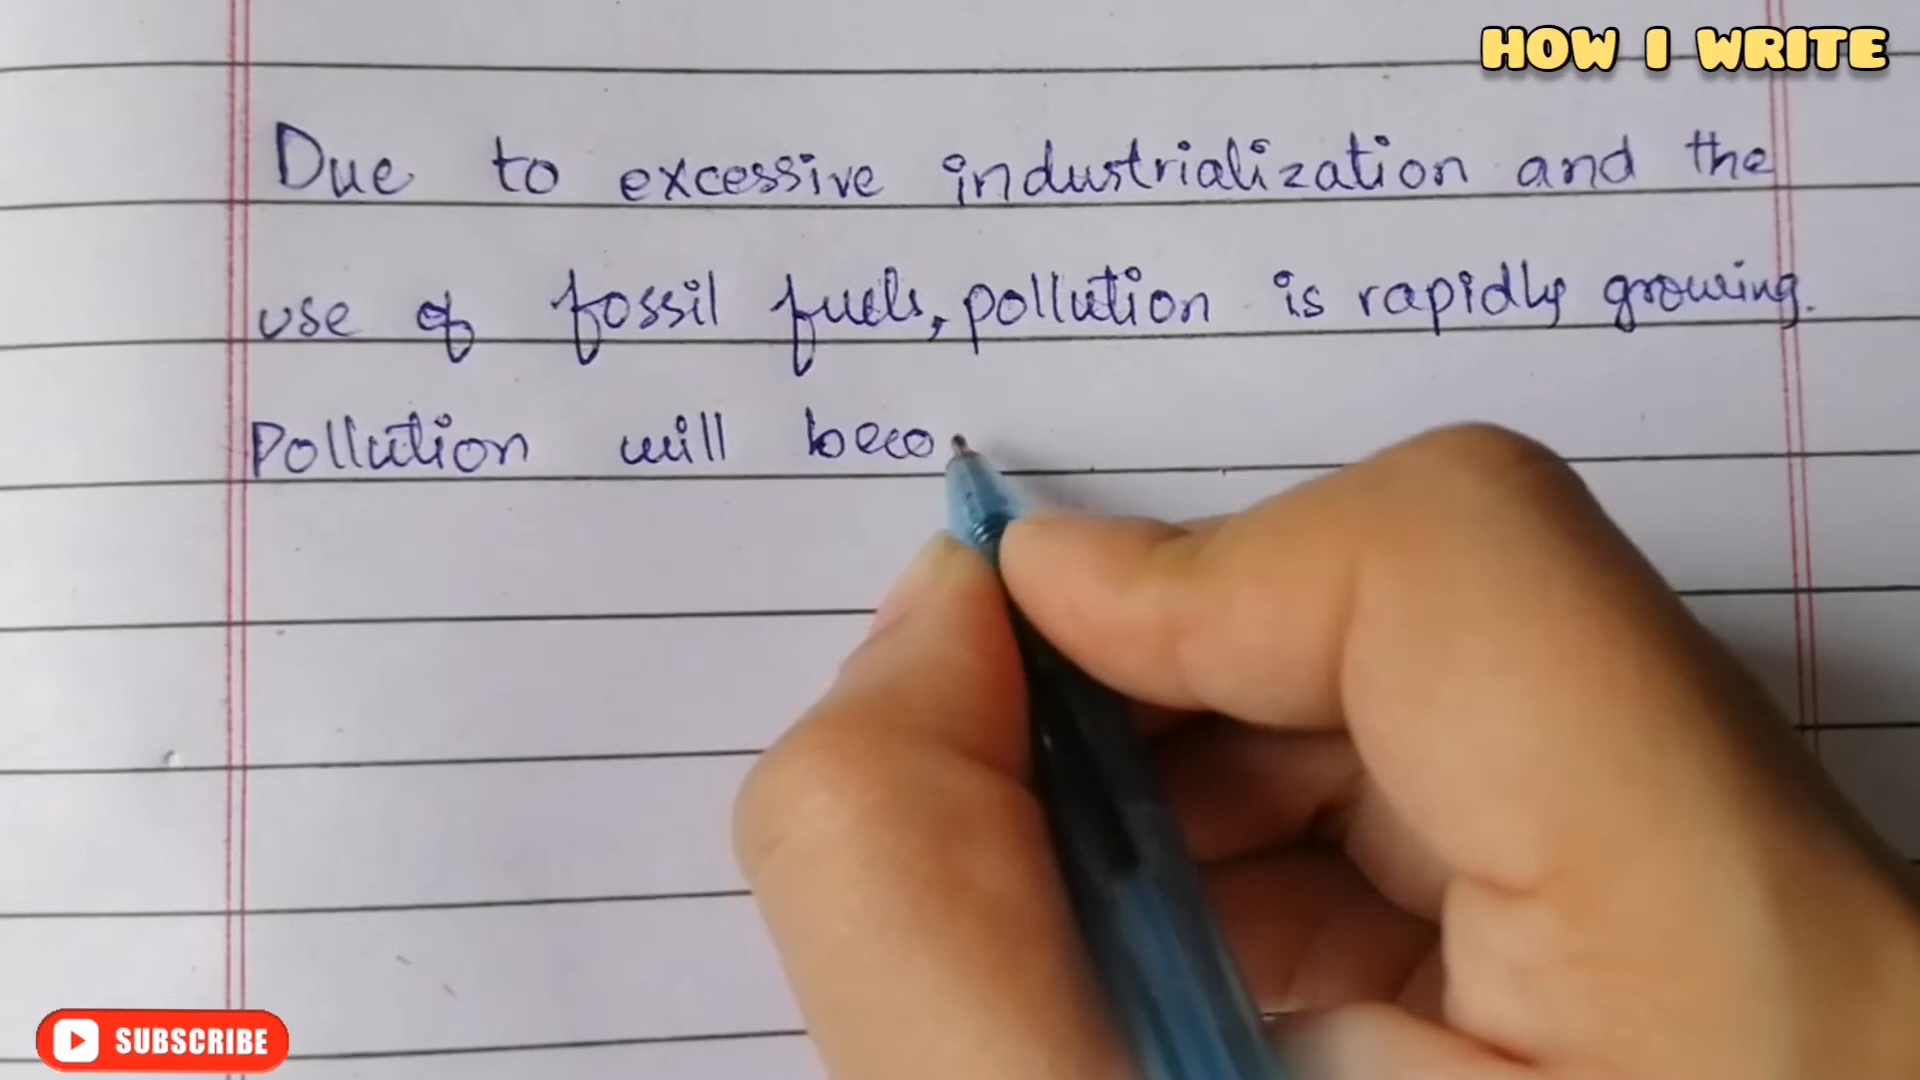 HOW I WRITE
Due to excessive industrialization and the
use of fossil fuels, pollution is rapidly growing.
Pollution will beco
SUBSCRIBE